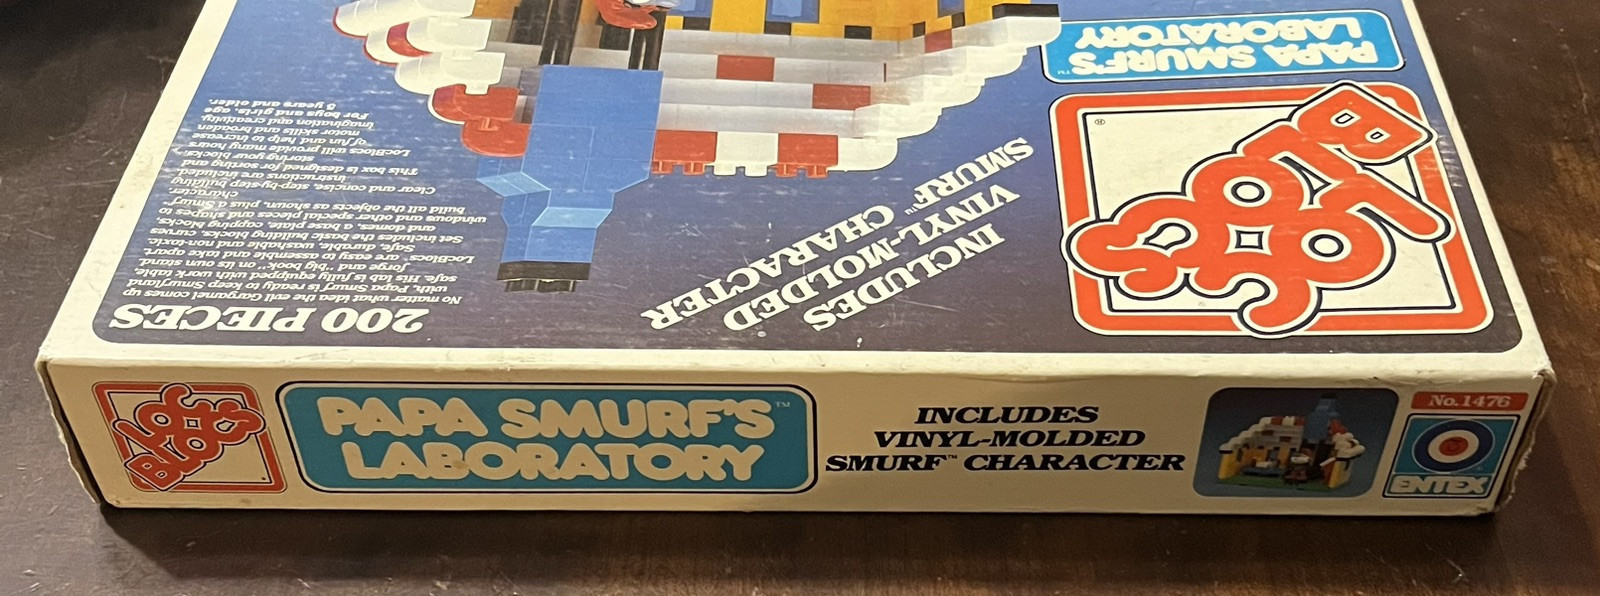 PAPA SMURF'S™
LABORATORY
LOC
BLOCS
®
INCLUDES
VINYL-MOLDED
SMURF™ CHARACTER
200 PIECES
No matter what idea the evil Gargamel comes up
with, Papa Smurf is ready to keep Smurfland
safe. His lab is fully equipped with work table,
forge and "big book" on its own stand.
LocBlocs® are easy to assemble and take apart.
Safe, durable, washable and non-toxic.
Set includes the basic building blocks, curves
and domes, a base plate, capping blocks,
windows and other special pieces and shapes to
build all the objects as shown, plus a Smurf™
character.
Clear and concise, step-by-step building
instructions are included.
This box is designed for sorting and
storing your blocks.
LocBlocs will provide many hours
of fun and help to increase
motor skills and broaden
imagination and creativity.
For boys and girls, age
5 years and older.
LOC
BLOCS
PAPA SMURF'S™
LABORATORY
INCLUDES
VINYL-MOLDED
SMURF™ CHARACTER
No. 1476
ENTEX